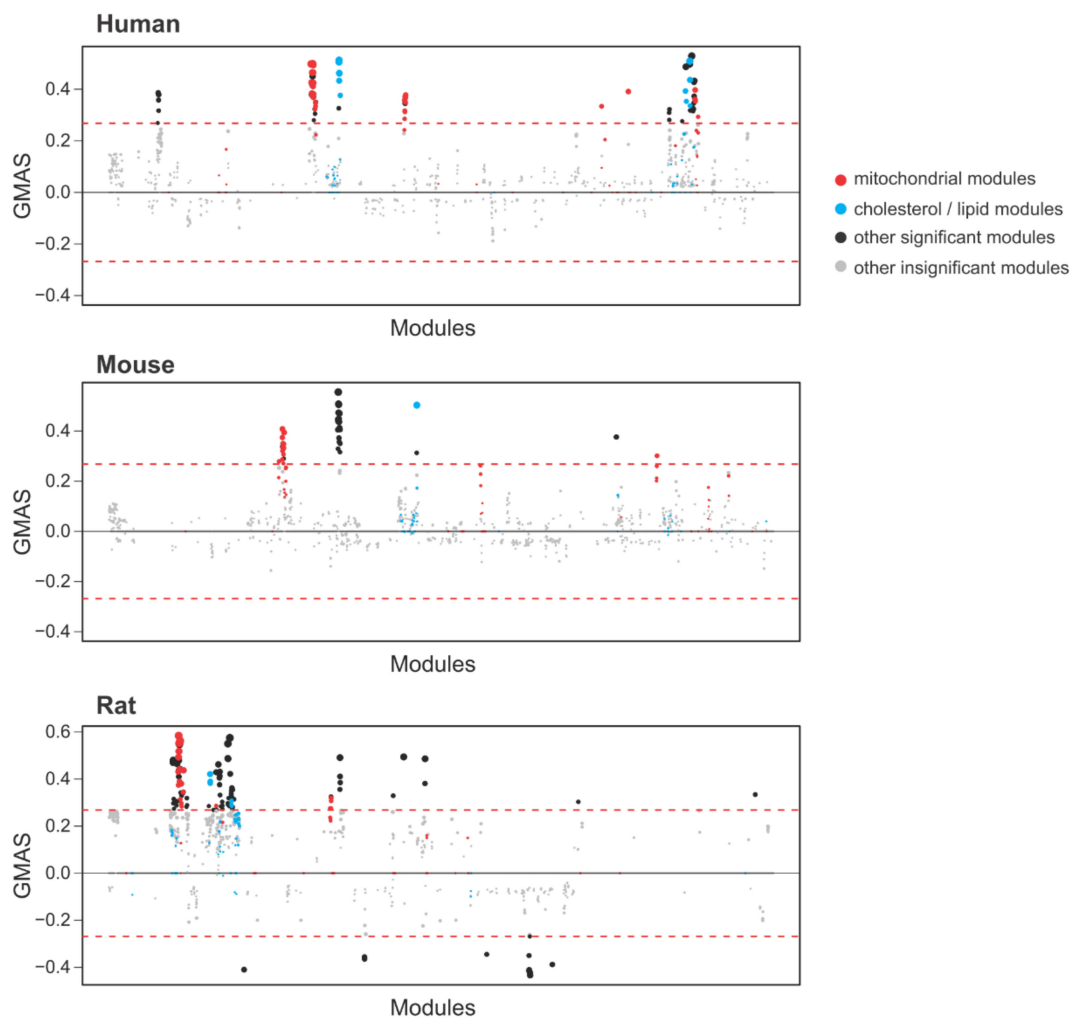 Human
GMAS
0.4
0.2
0.0
−0.2
−0.4
Modules
mitochondrial modules
cholesterol / lipid modules
other significant modules
other insignificant modules
Mouse
GMAS
0.4
0.2
0.0
−0.2
−0.4
Modules
Rat
GMAS
0.6
0.4
0.2
0.0
−0.2
−0.4
Modules